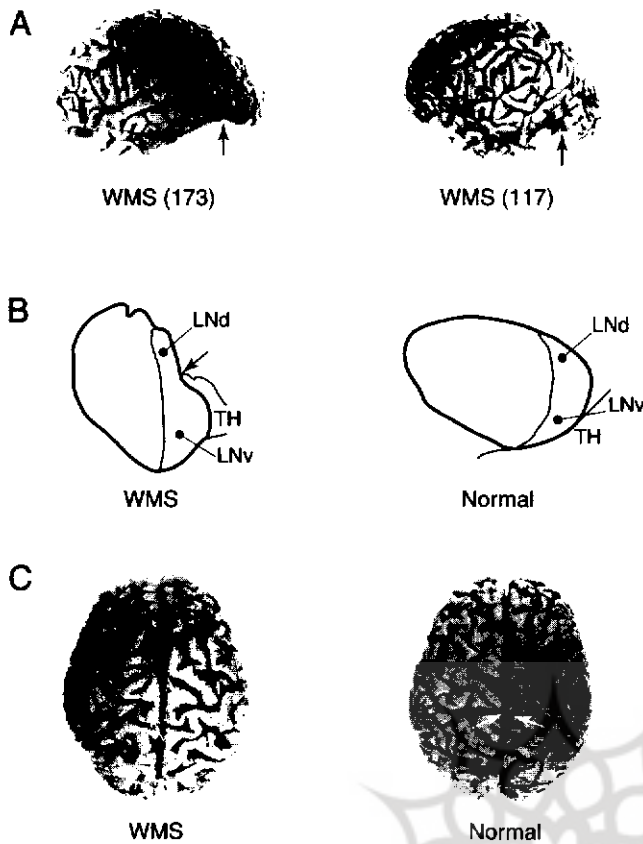 A
WMS (173)
WMS (117)
B
LNd
TH
LNv
WMS
LNd
LNv
TH
Normal
C
WMS
Normal